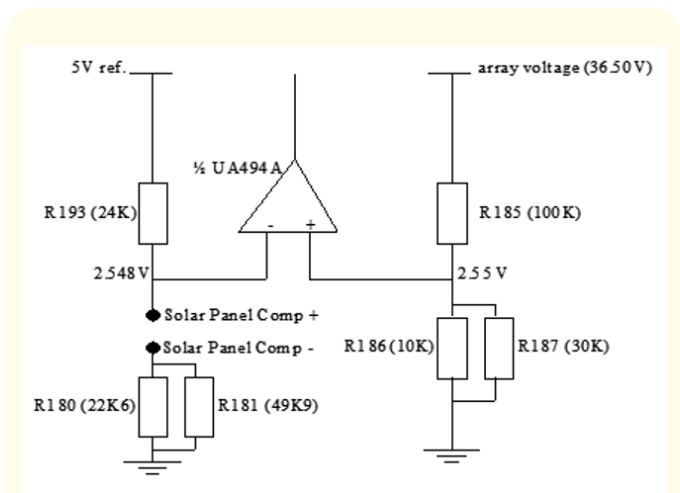 5V ref.
array voltage (36.50V)
½ UA494A
R193 (24K)
- +
R185 (100K)
2.548V
2.55V
Solar Panel Comp +
Solar Panel Comp -
R186 (10K)
R187 (30K)
R180 (22K6)
R181 (49K9)